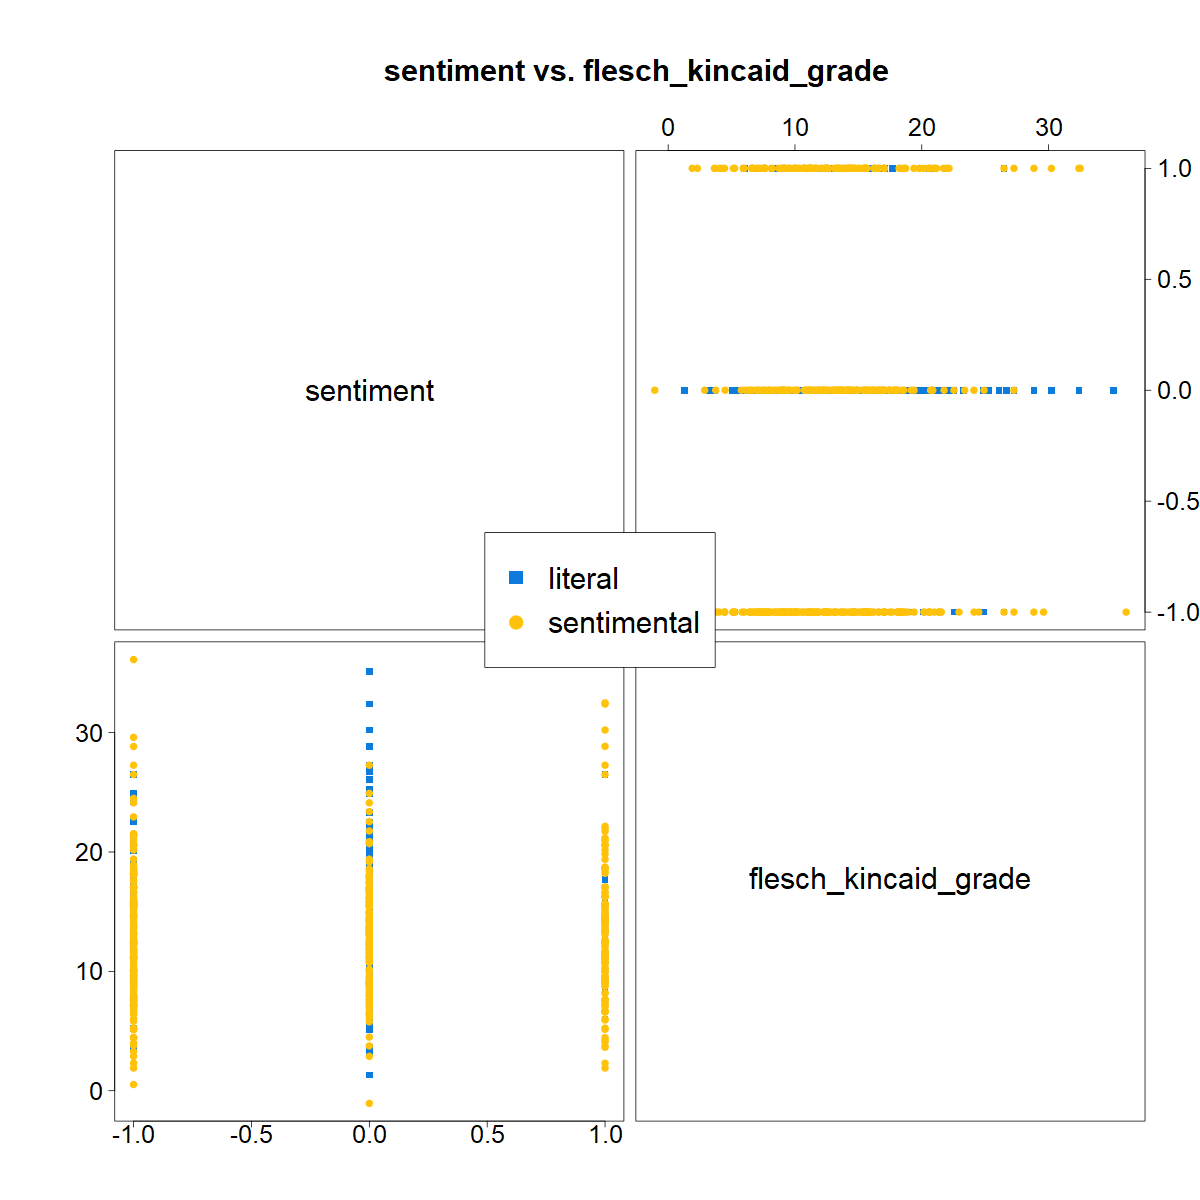 sentiment vs. flesch_kincaid_grade
0 10 20 30
1.0
0.5
sentiment
0.0
-0.5
literal
-1.0
sentimental
30
20
flesch_kincaid_grade
10
0
-1.0 -0.5 0.0 0.5 1.0